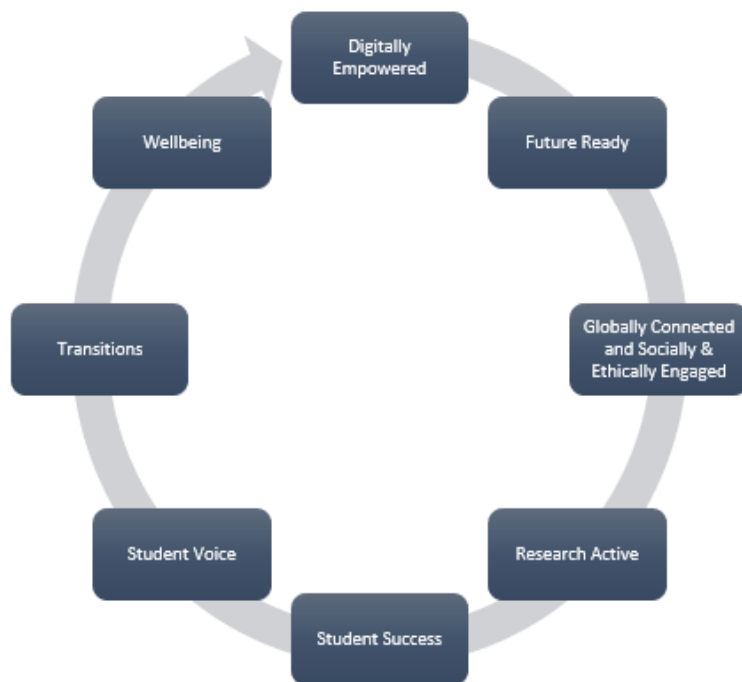 Digitally
Empowered
Future Ready
Globally Connected
and Socially &
Ethically Engaged
Research Active
Student Success
Student Voice
Transitions
Wellbeing